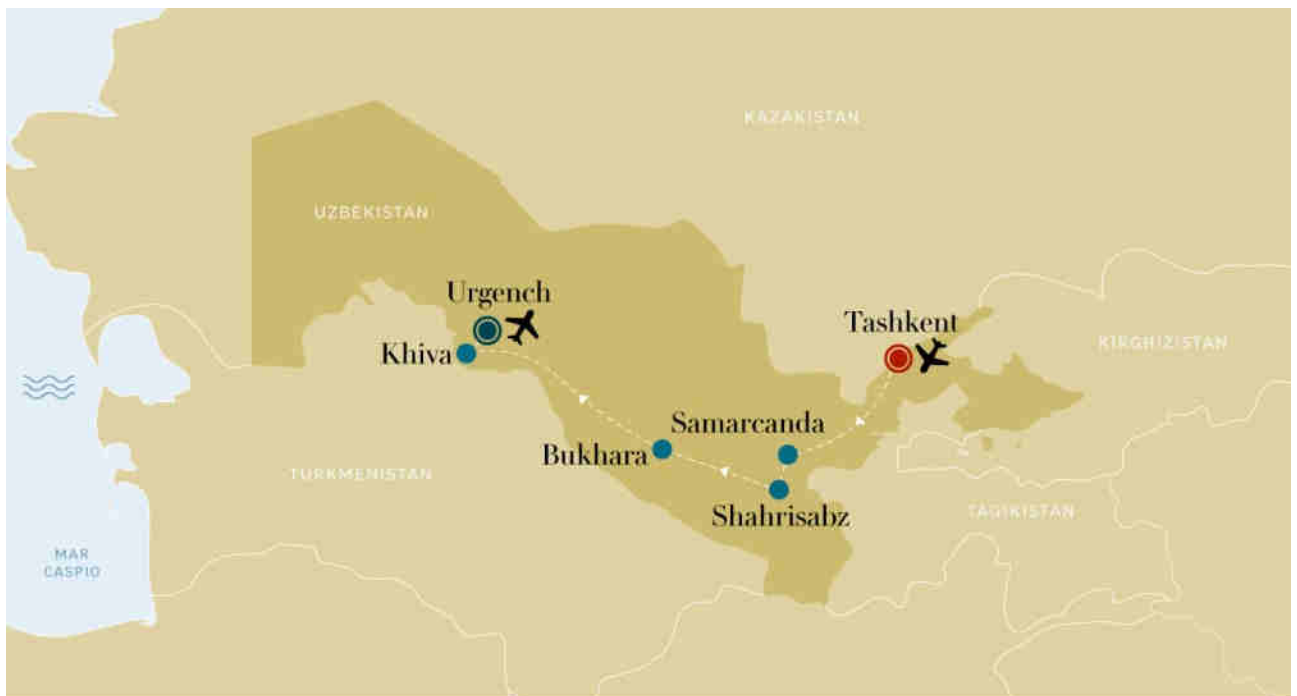 KAZAKISTAN
UZBEKISTAN
Urgench
Tashkent
Khiva
KIRGHIZISTAN
Samarcanda
Bukhara
TURKMENISTAN
Shahrisabz
TAGIKISTAN
MAR
CASPIO